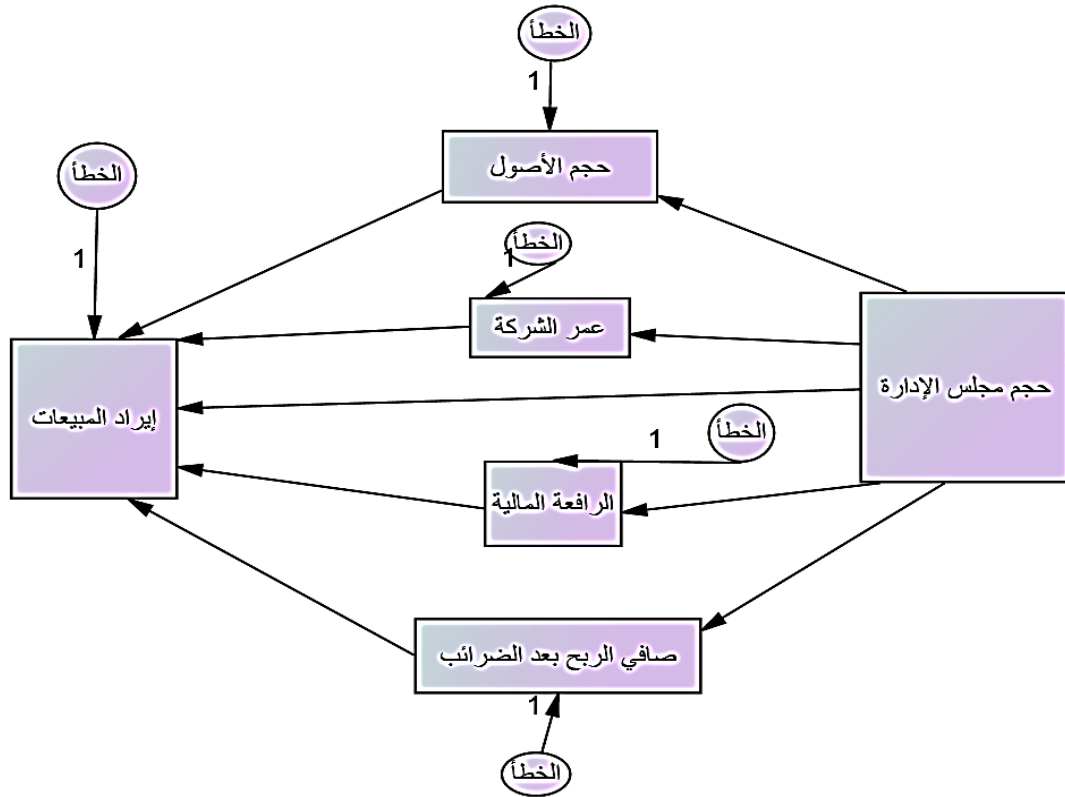 الخطأ
1
حجم الأصول
الخطأ
1
الخطأ
1
عمر الشركة
حجم مجلس الإدارة
إيراد المبيعات
الخطأ
1
الرافعة المالية
صافي الربح بعد الضرائب
1
الخطأ